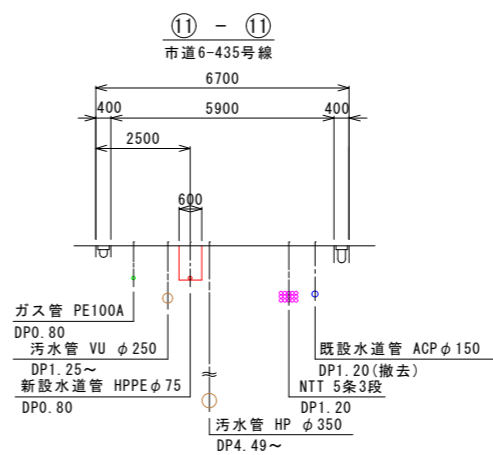 ⑪ - ⑪
市道6-435号線
6700
400 5900 400
2500
600
ガス管 PE100A
DP0.80
汚水管 VU φ250
DP1.25～
新設水道管 HPPEφ75
DP0.80
既設水道管 ACPφ150
DP1.20(撤去)
NTT 5条3段
DP1.20
汚水管 HP φ350
DP4.49～